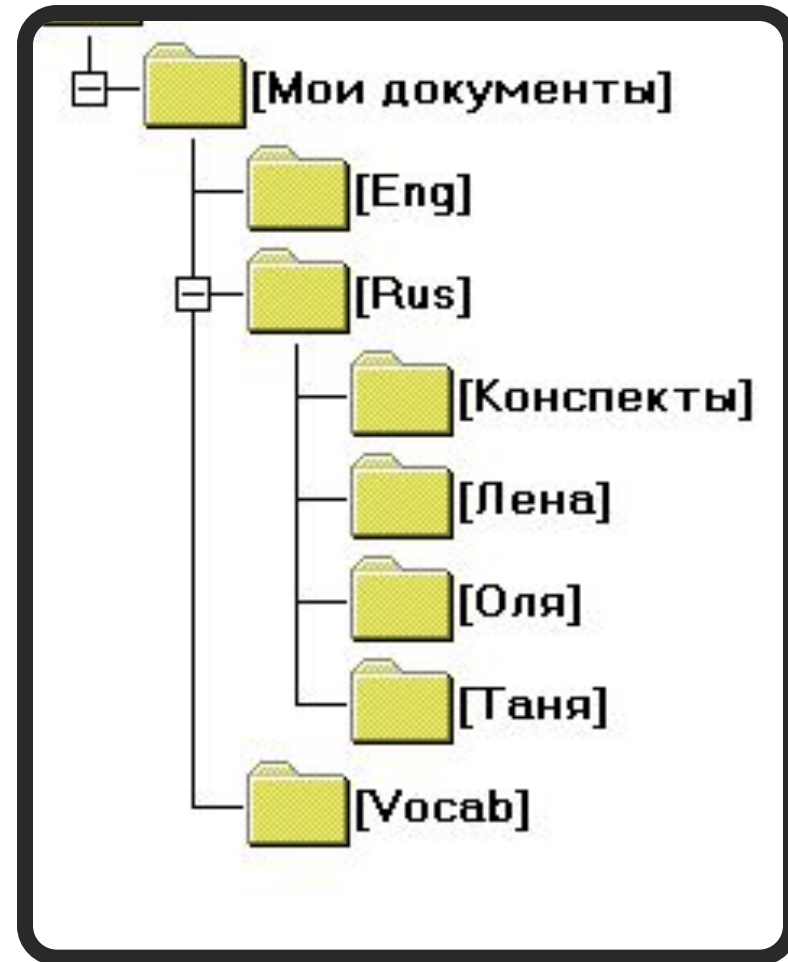 [Мои документы]
[Eng]
[Rus]
[Конспекты]
[Лена]
[Оля]
[Таня]
[Vocab]